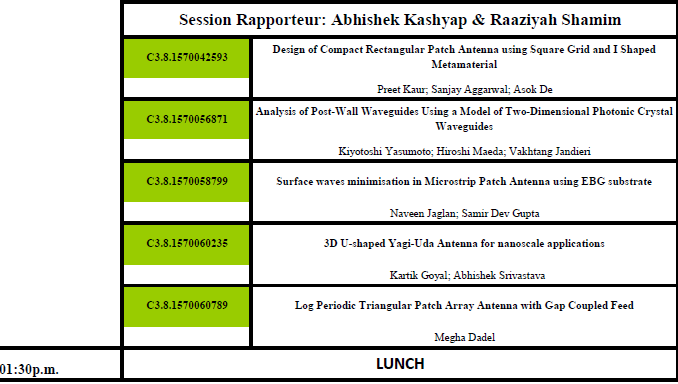 Session Rapporteur: Abhishek Kashyap & Raaziyah Shamim
C3.8.1570042593
Design of Compact Rectangular Patch Antenna using Square Grid and I Shaped
Metamaterial
Preet Kaur; Sanjay Aggarwal; Asok De
C3.8.1570056871
Analysis of Post-Wall Waveguides Using a Model of Two-Dimensional Photonic Crystal
Waveguides
Kiyotoshi Yasumoto; Hiroshi Maeda; Vakhtang Jandieri
C3.8.1570058799
Surface waves minimisation in Microstrip Patch Antenna using EBG substrate
Naveen Jaglan; Samir Dev Gupta
C3.8.1570060235
3D U-shaped Yagi-Uda Antenna for nanoscale applications
Kartik Goyal; Abhishek Srivastava
C3.8.1570060789
Log Periodic Triangular Patch Array Antenna with Gap Coupled Feed
Megha Dadel
01:30p.m.
LUNCH